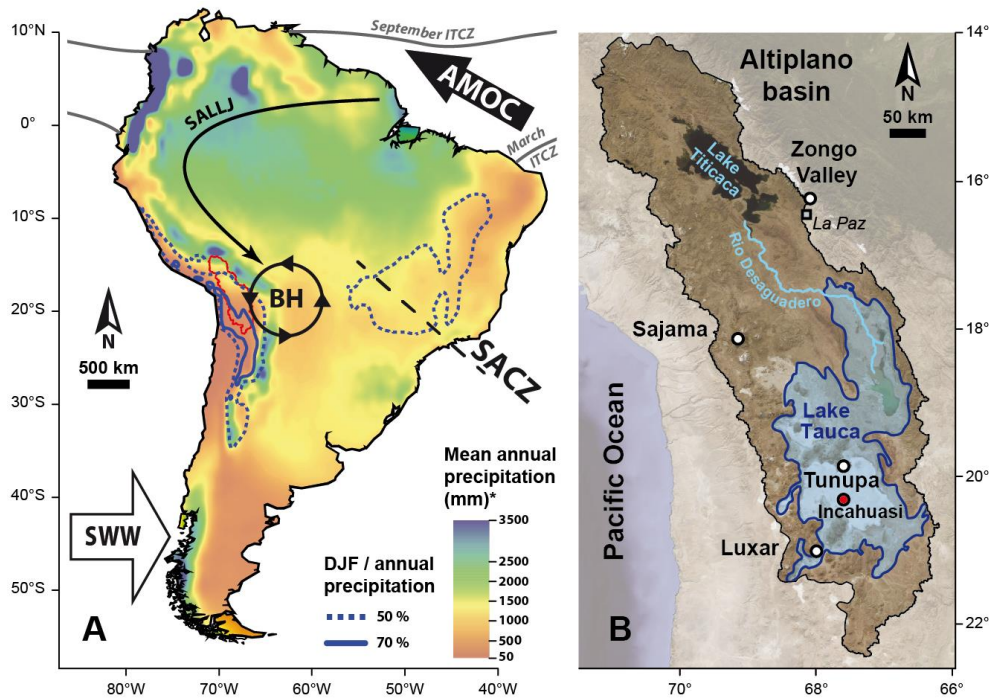 10°N
0°
10°S
20°S
30°S
40°S
50°S
80°W
70°W
60°W
50°W
40°W
September ITCZ
AMOC
SALLJ
March
ITCZ
BH
SACZ
N
500 km
SWW
Mean annual
precipitation
(mm)*
3500
2500
2000
1500
1000
500
50
DJF / annual
precipitation
50 %
70 %
A
Altiplano
basin
N
50 km
Lake
Titicaca
Zongo
Valley
La Paz
Río Desaguadero
Sajama
Lake
Tauca
Tunupa
Incahuasi
Luxar
Pacific Ocean
B
14°
16°
18°
20°
22°
70°
68°
66°